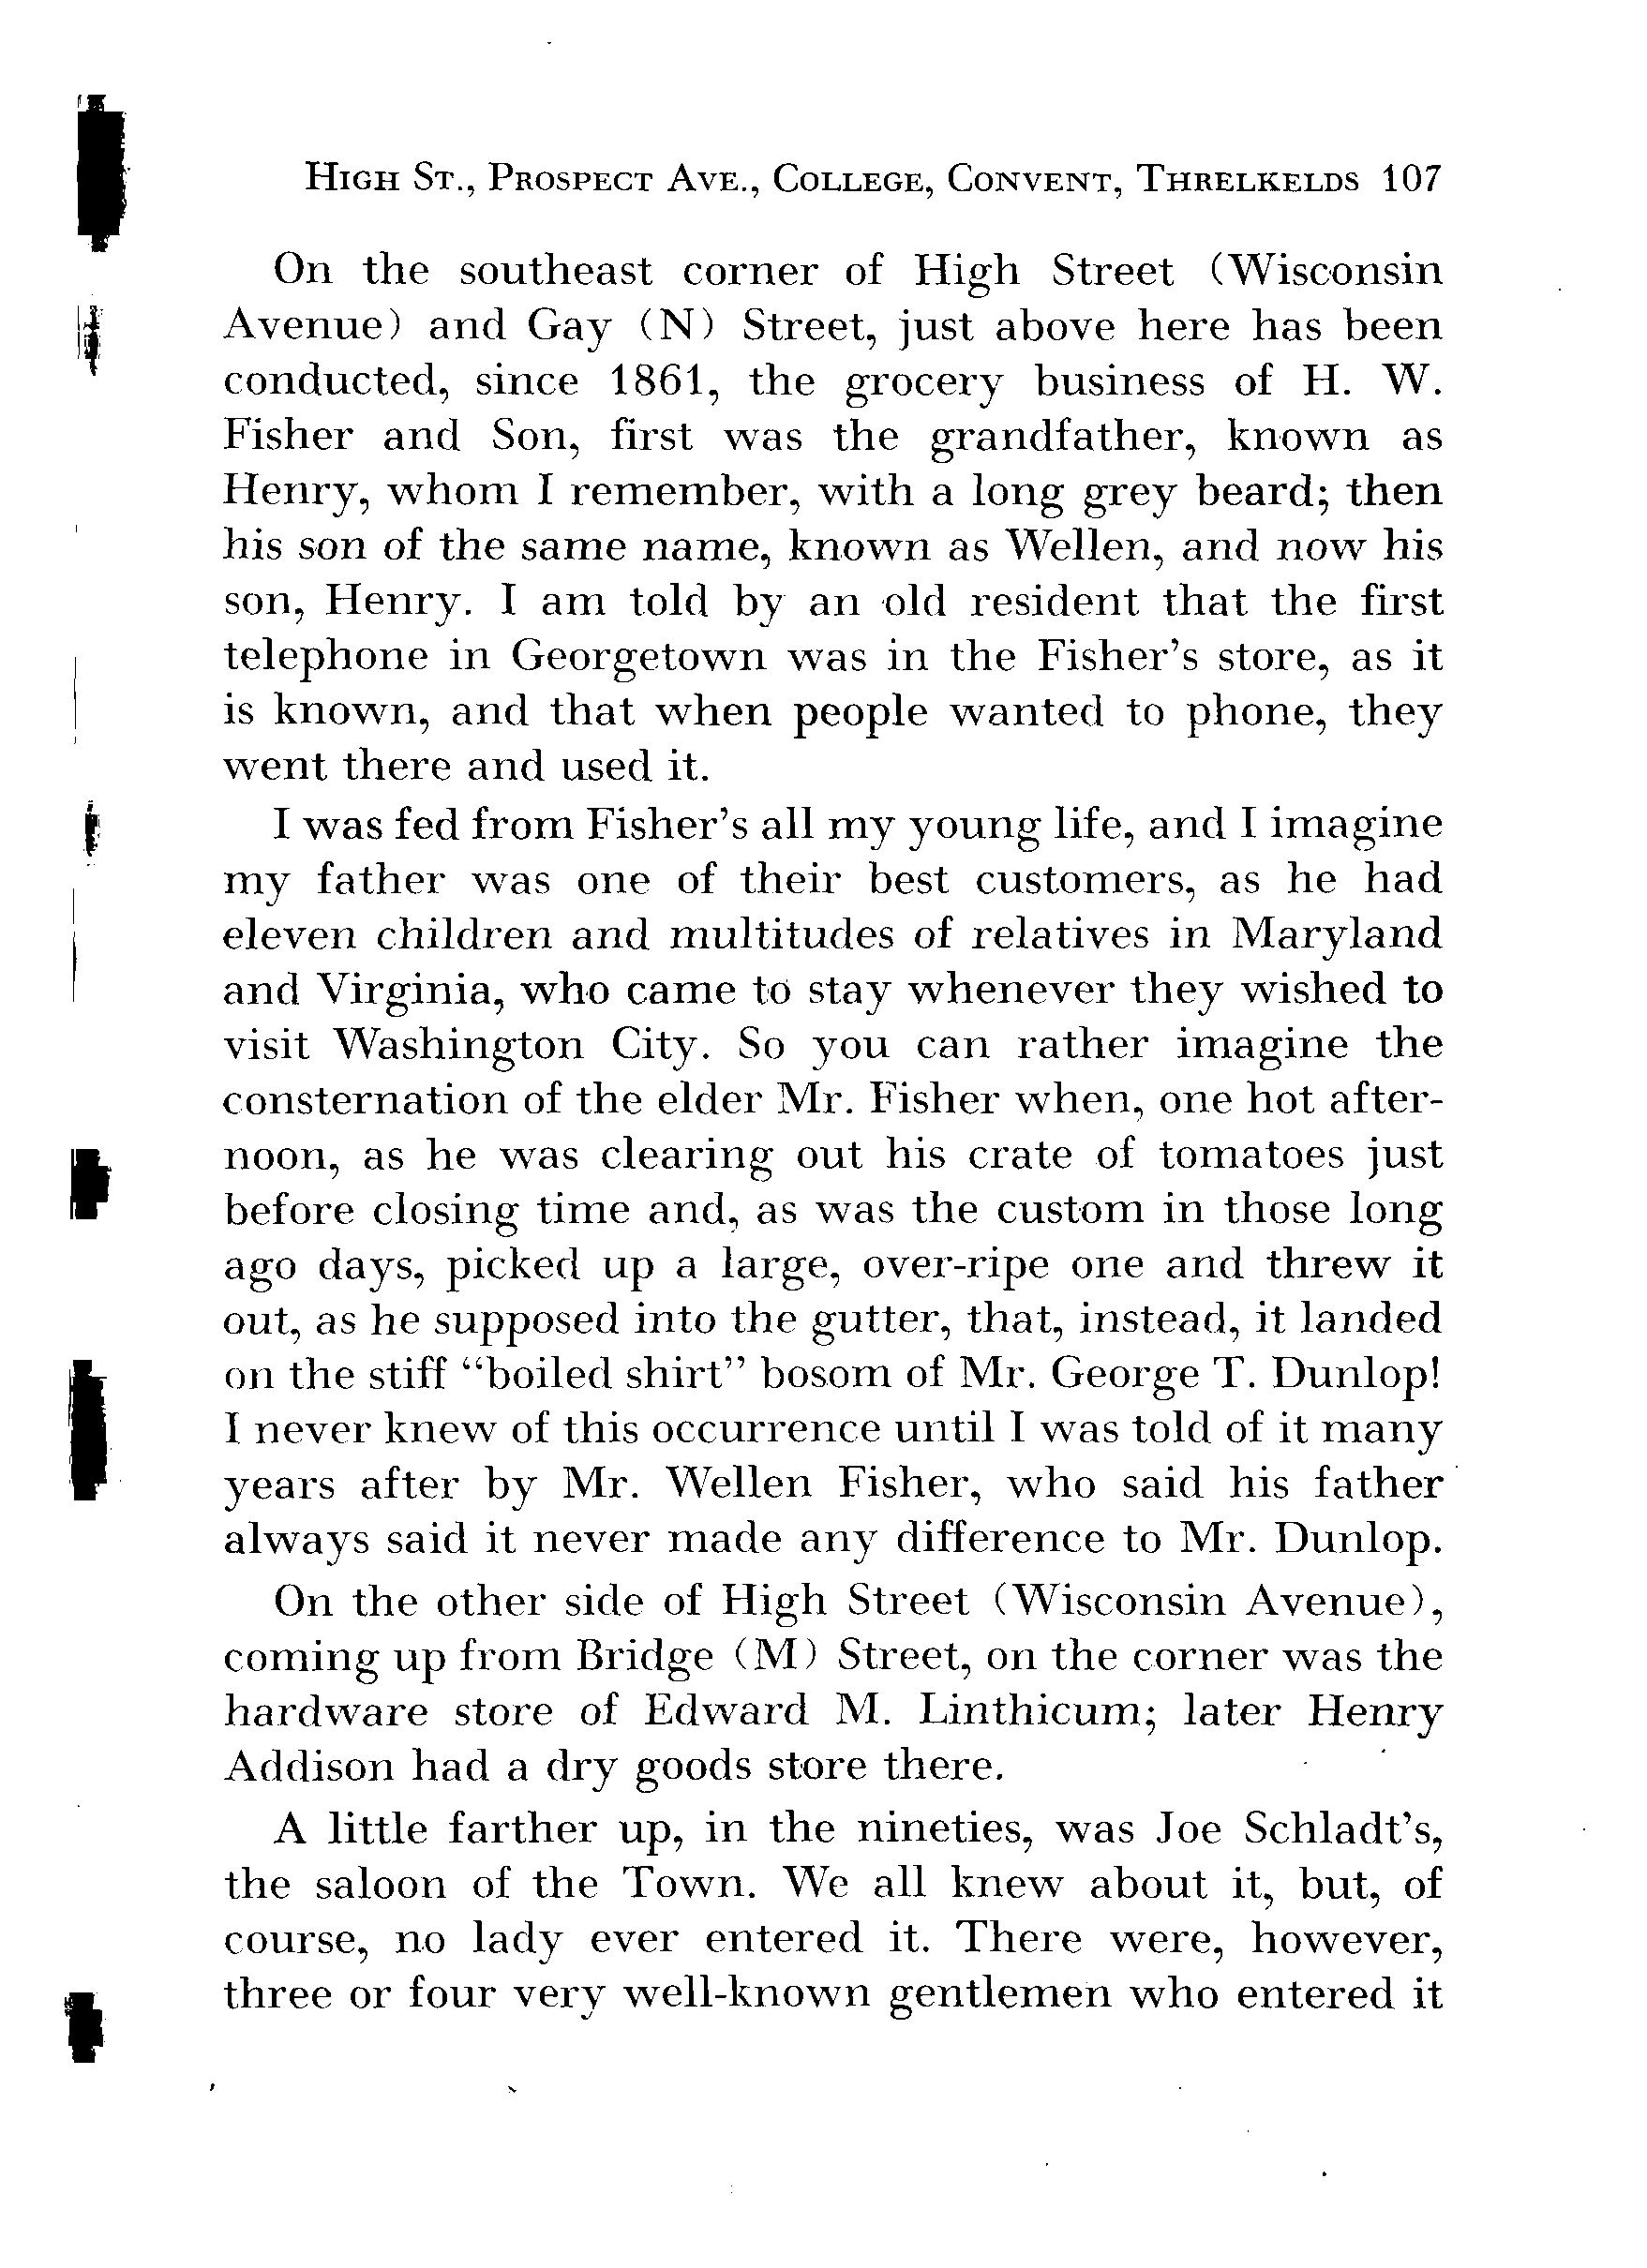 HIGH ST., PROSPECT AVE., COLLEGE, CONVENT, THRELKELDS 107
On the southeast corner of High Street (Wisconsin
Avenue) and Gay (N) Street, just above here has been
conducted, since 1861, the grocery business of H. W.
Fisher and Son, first was the grandfather, known as
Henry, whom I remember, with a long grey beard; then
his son of the same name, known as Wellen, and now his
son, Henry. I am told by an old resident that the first
telephone in Georgetown was in the Fisher's store, as it
is known, and that when people wanted to phone, they
went there and used it.
I was fed from Fisher's all my young life, and I imagine
my father was one of their best customers, as he had
eleven children and multitudes of relatives in Maryland
and Virginia, who came to stay whenever they wished to
visit Washington City. So you can rather imagine the
consternation of the elder Mr. Fisher when, one hot after-
noon, as he was clearing out his crate of tomatoes just
before closing time and, as was the custom in those long
ago days, picked up a large, over-ripe one and threw it
out, as he supposed into the gutter, that, instead, it landed
on the stiff "boiled shirt" bosom of Mr. George T. Dunlop!
I never knew of this occurrence until I was told of it many
years after by Mr. Wellen Fisher, who said his father
always said it never made any difference to Mr. Dunlop.
On the other side of High Street (Wisconsin Avenue),
coming up from Bridge (M) Street, on the corner was the
hardware store of Edward M. Linthicum; later Henry
Addison had a dry goods store there.
A little farther up, in the nineties, was Joe Schladt's,
the saloon of the Town. We all knew about it, but, of
course, no lady ever entered it. There were, however,
three or four very well-known gentlemen who entered it